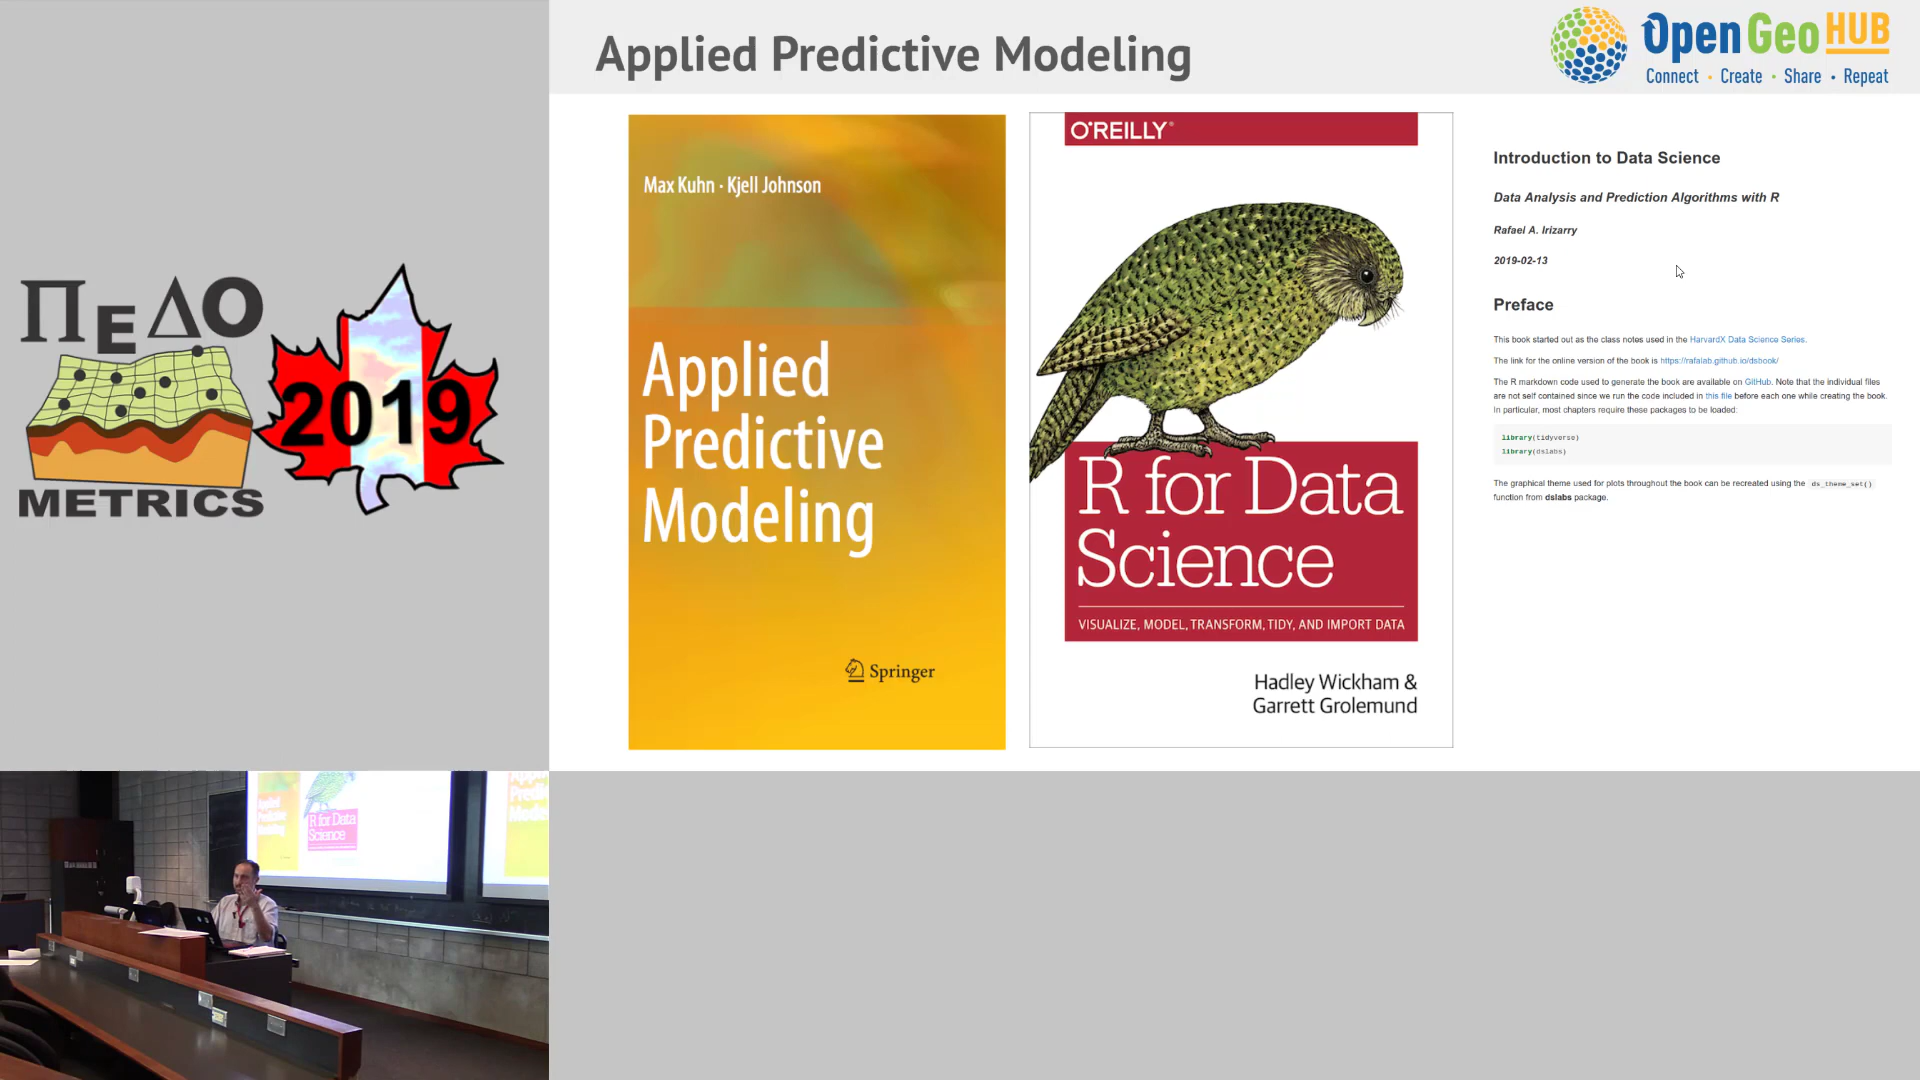 Applied Predictive Modeling
Open Geo HUB
Connect • Create • Share • Repeat
ΠΕΔΟ
METRICS
2019
Max Kuhn · Kjell Johnson
Applied
Predictive
Modeling
Springer
O'REILLY®
R for Data
Science
VISUALIZE, MODEL, TRANSFORM, TIDY, AND IMPORT DATA
Hadley Wickham &
Garrett Grolemund
Introduction to Data Science
Data Analysis and Prediction Algorithms with R
Rafael A. Irizarry
2019-02-13
Preface
This book started out as the class notes used in the HarvardX Data Science Series.
The link for the online version of the book is https://rafalab.github.io/dsbook/
The R markdown code used to generate the book are available on GitHub. Note that the individual files
are not self contained since we run the code included in this file before each one while creating the book.
In particular, most chapters require these packages to be loaded:
library(tidyverse)
library(dslabs)
The graphical theme used for plots throughout the book can be recreated using the ds_theme_set()
function from dslabs package.
Applied
Predictive
Modeling
R for Data
Science